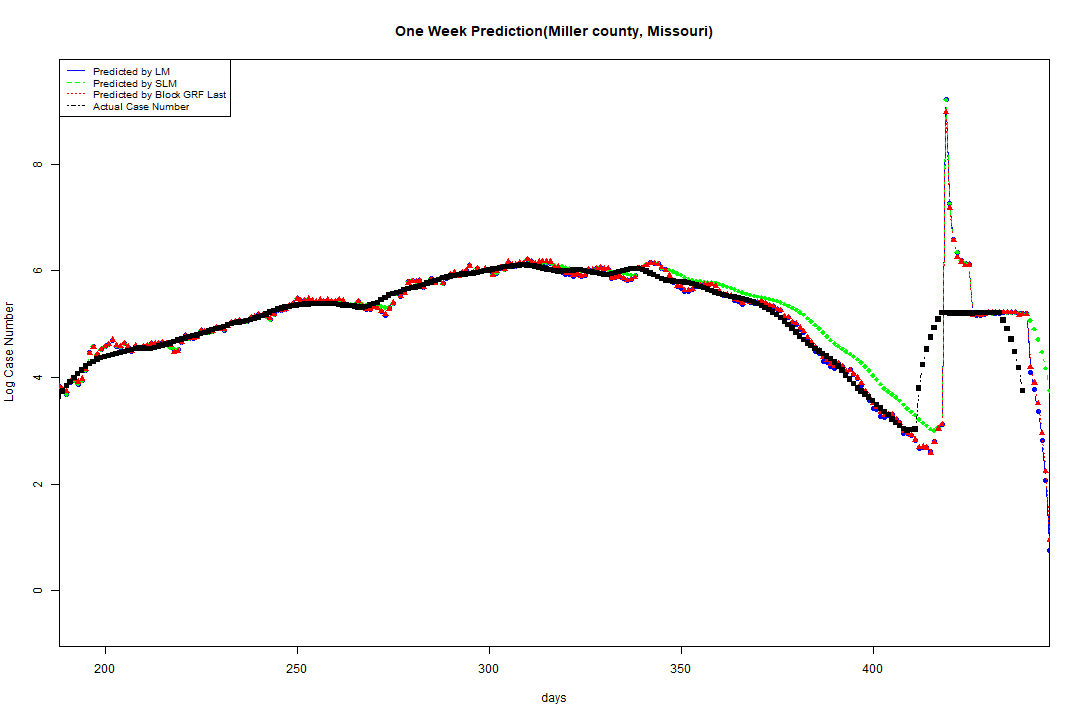 One Week Prediction(Miller county, Missouri)
Predicted by LM
Predicted by SLM
Predicted by Block GRF Last
Actual Case Number
8
6
4
2
0
Log Case Number
200 250 300 350 400
days